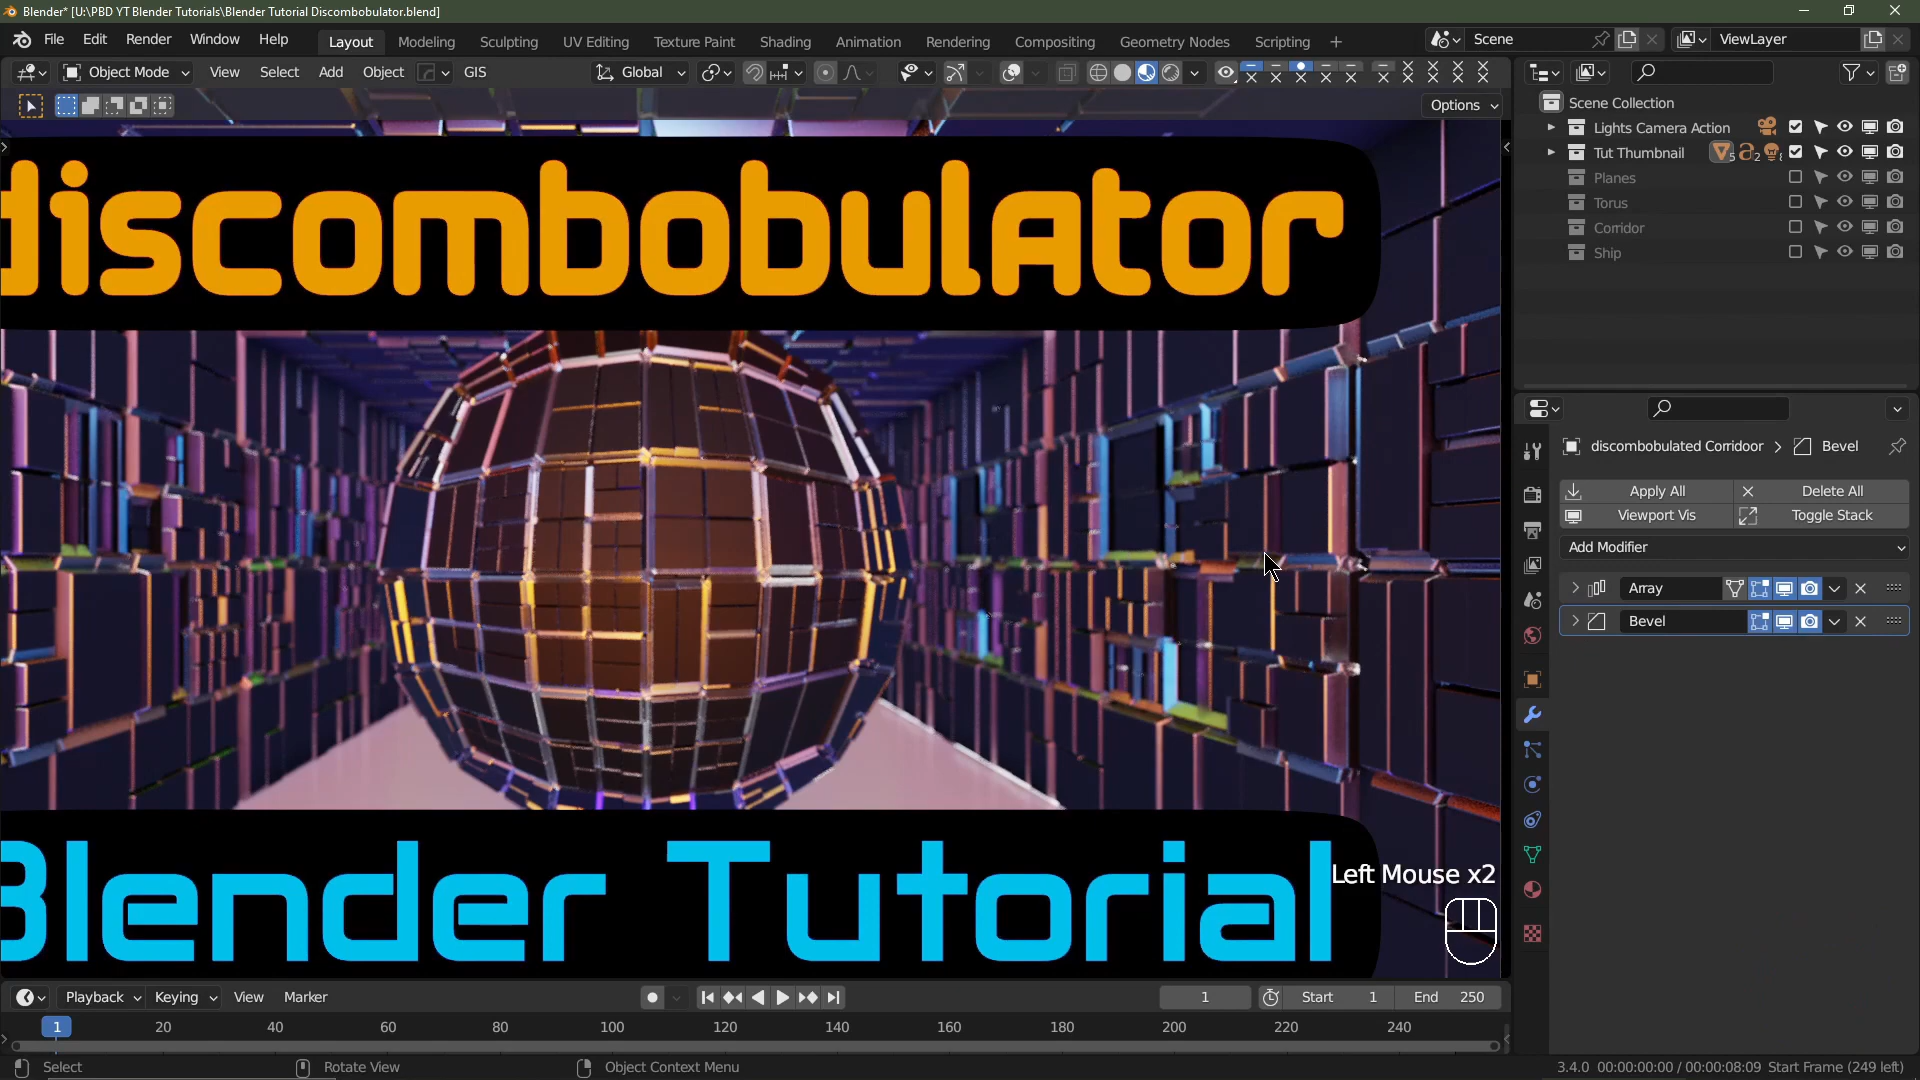 Blender* [U:\PBD YT Blender Tutorials\Blender Tutorial Discombobulator.blend]
File Edit Render Window Help
Layout Modeling Sculpting UV Editing Texture Paint Shading Animation Rendering Compositing Geometry Nodes Scripting +
Scene
ViewLayer
Object Mode View Select Add Object GIS
Global
Options
Scene Collection
Lights Camera Action
Tut Thumbnail 5 2 8
Planes
Torus
Corridor
Ship
discombobulAtor
discombobulated Corridoor > Bevel
Apply All Delete All
Viewport Vis Toggle Stack
Add Modifier
Array
Bevel
Blender Tutorial
Left Mouse x2
Playback Keying View Marker
1 Start 1 End 250
1 20 40 60 80 100 120 140 160 180 200 220 240
Select Rotate View Object Context Menu
3.4.0 00:00:00:00 / 00:00:08:09 Start Frame (249 left)